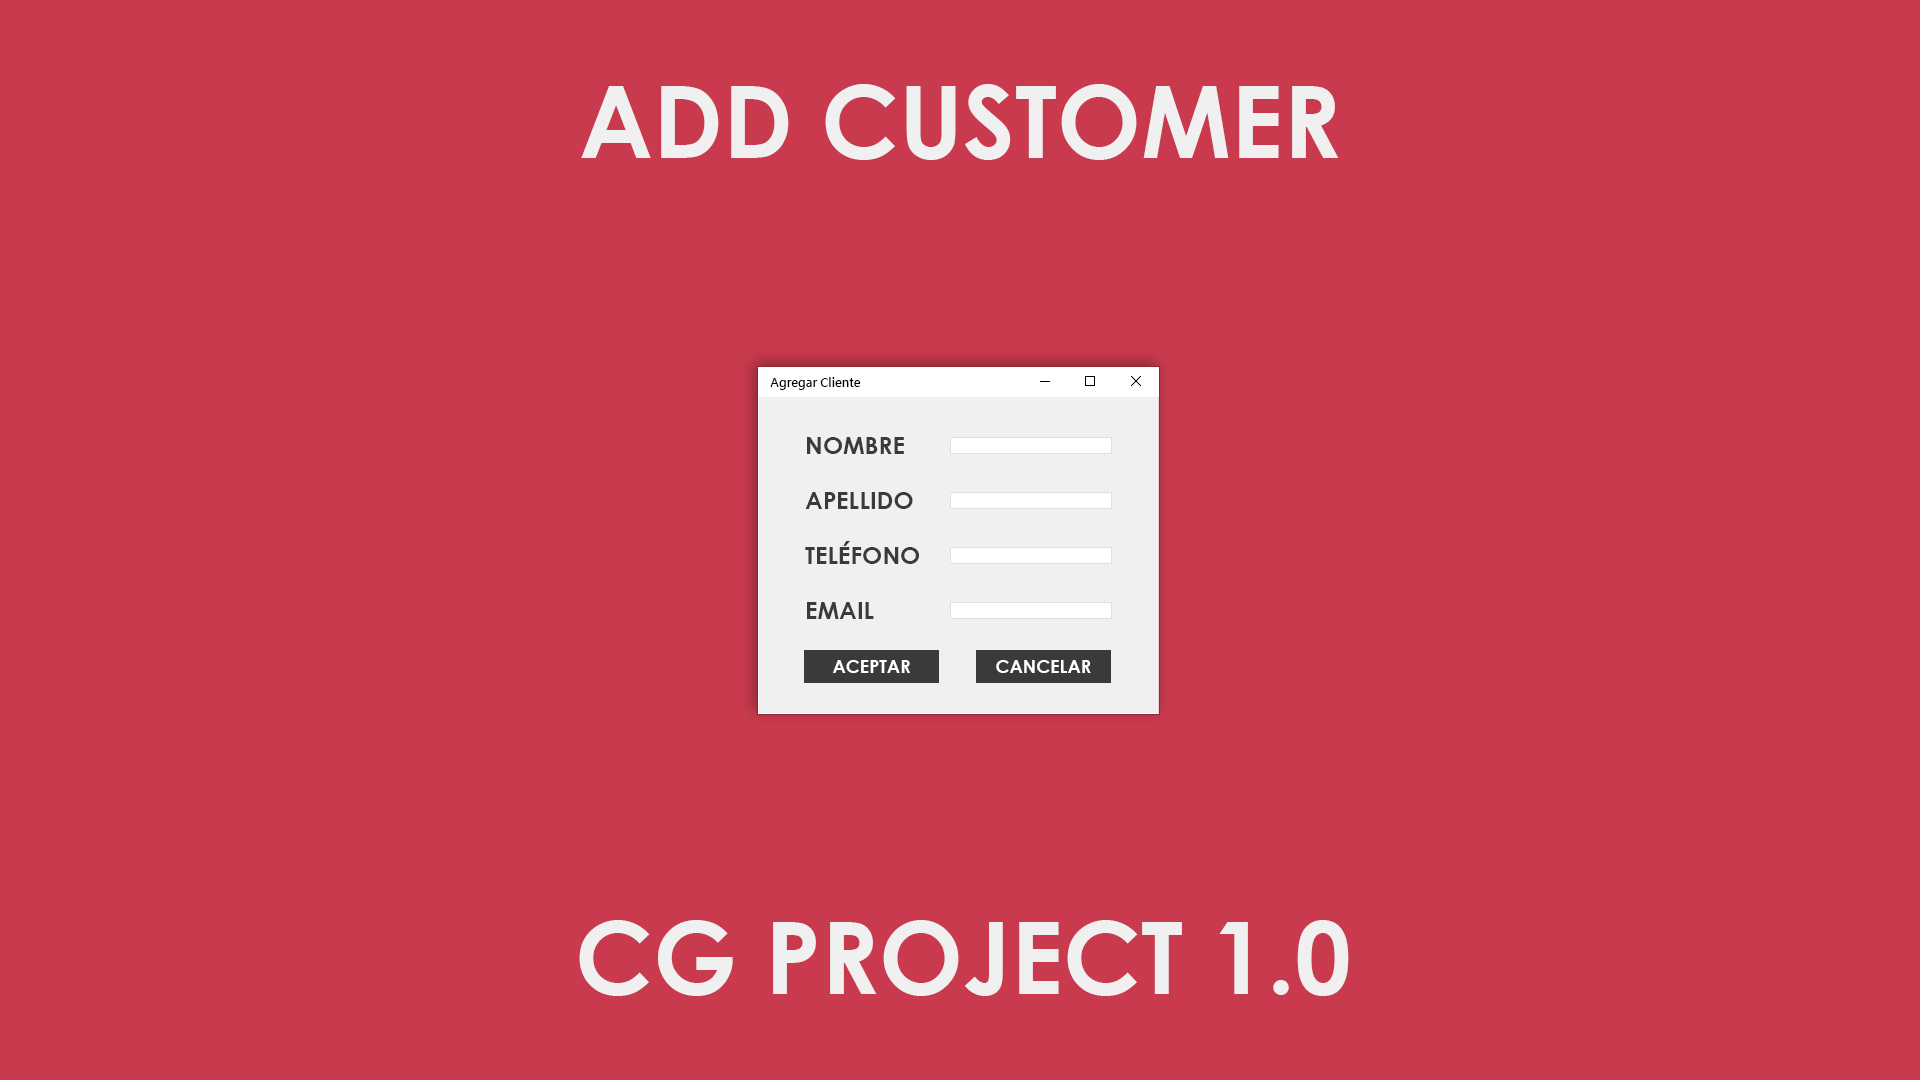 ADD CUSTOMER
Agregar Cliente
NOMBRE
APELLIDO
TELÉFONO
EMAIL
ACEPTAR CANCELAR
CG PROJECT 1.0